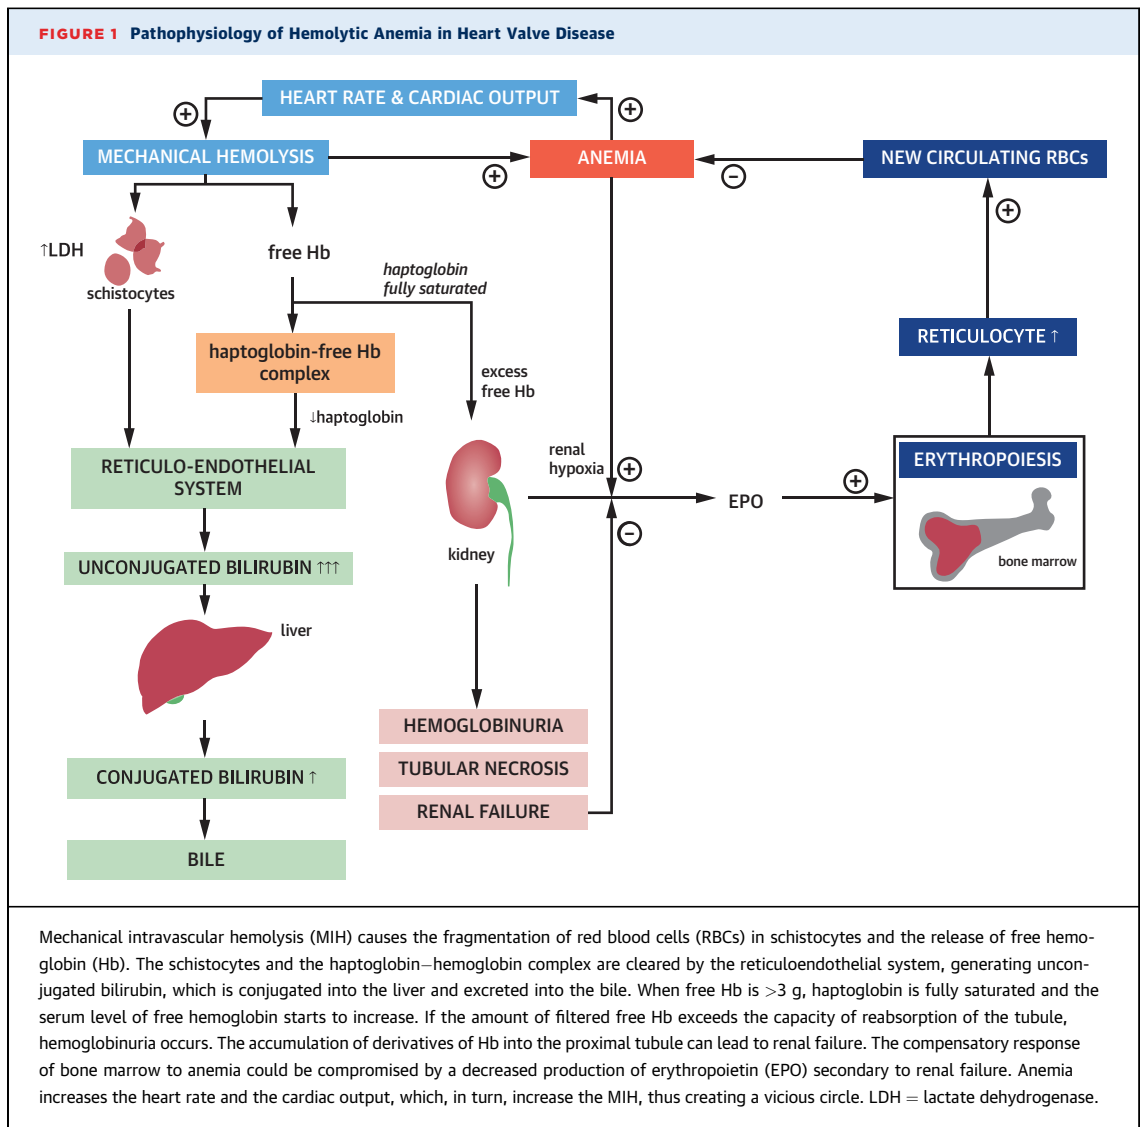 FIGURE 1 Pathophysiology of Hemolytic Anemia in Heart Valve Disease
HEART RATE & CARDIAC OUTPUT
+
+
MECHANICAL HEMOLYSIS
ANEMIA
NEW CIRCULATING RBCs
+
−
+
↑LDH
schistocytes
free Hb
haptoglobin
fully saturated
haptoglobin-free Hb
complex
excess
free Hb
↓haptoglobin
RETICULOCYTE ↑
RETICULO-ENDOTHELIAL
SYSTEM
renal
hypoxia
+
−
kidney
EPO
+
ERYTHROPOIESIS
bone marrow
UNCONJUGATED BILIRUBIN ↑↑↑
liver
HEMOGLOBINURIA
TUBULAR NECROSIS
RENAL FAILURE
CONJUGATED BILIRUBIN ↑
BILE
Mechanical intravascular hemolysis (MIH) causes the fragmentation of red blood cells (RBCs) in schistocytes and the release of free hemo-
globin (Hb). The schistocytes and the haptoglobin–hemoglobin complex are cleared by the reticuloendothelial system, generating uncon-
jugated bilirubin, which is conjugated into the liver and excreted into the bile. When free Hb is >3 g, haptoglobin is fully saturated and the
serum level of free hemoglobin starts to increase. If the amount of filtered free Hb exceeds the capacity of reabsorption of the tubule,
hemoglobinuria occurs. The accumulation of derivatives of Hb into the proximal tubule can lead to renal failure. The compensatory response
of bone marrow to anemia could be compromised by a decreased production of erythropoietin (EPO) secondary to renal failure. Anemia
increases the heart rate and the cardiac output, which, in turn, increase the MIH, thus creating a vicious circle. LDH = lactate dehydrogenase.